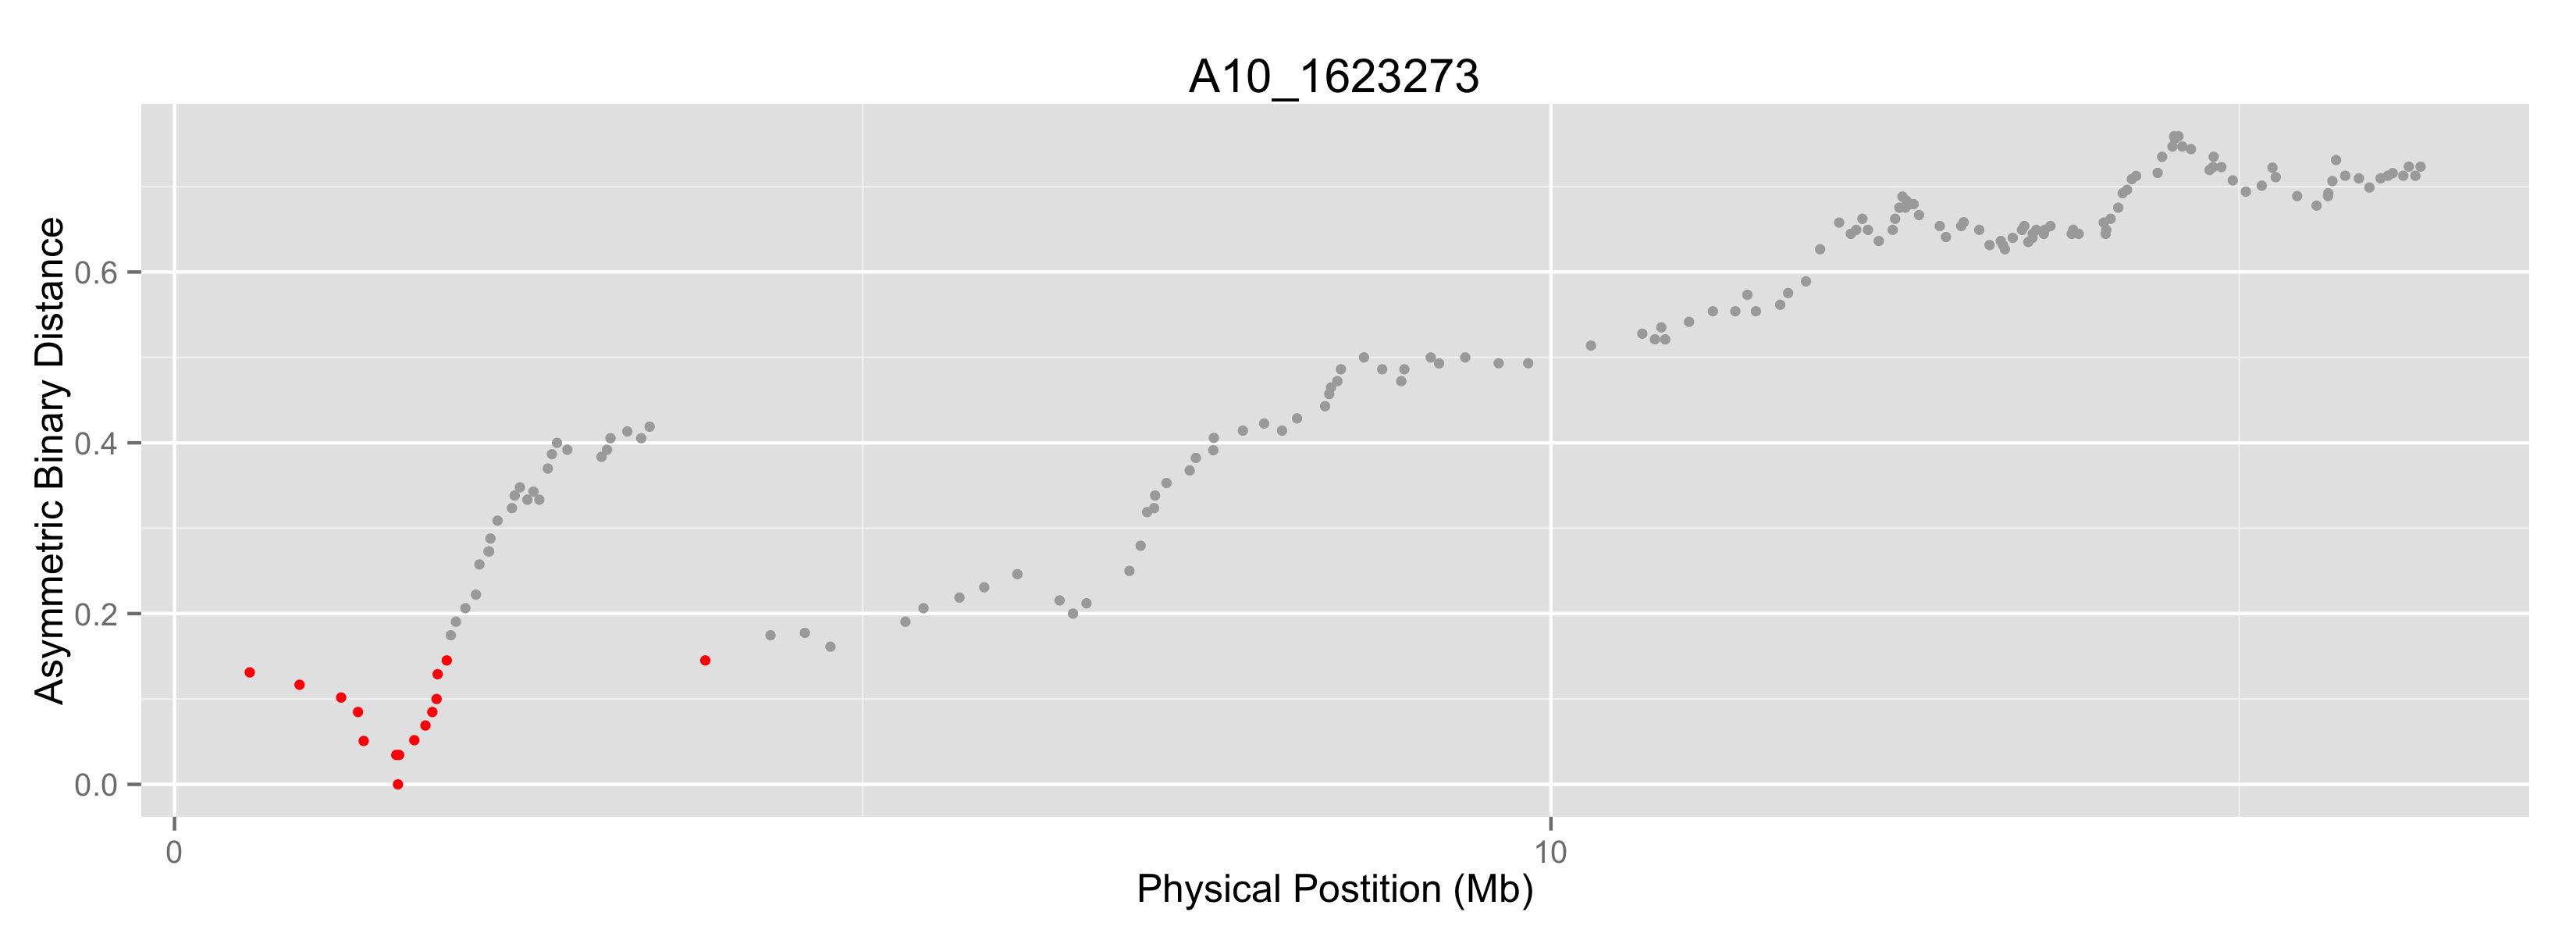 A10_1623273
Asymmetric Binary Distance
0.6
0.4
0.2
0.0
0
10
Physical Postition (Mb)